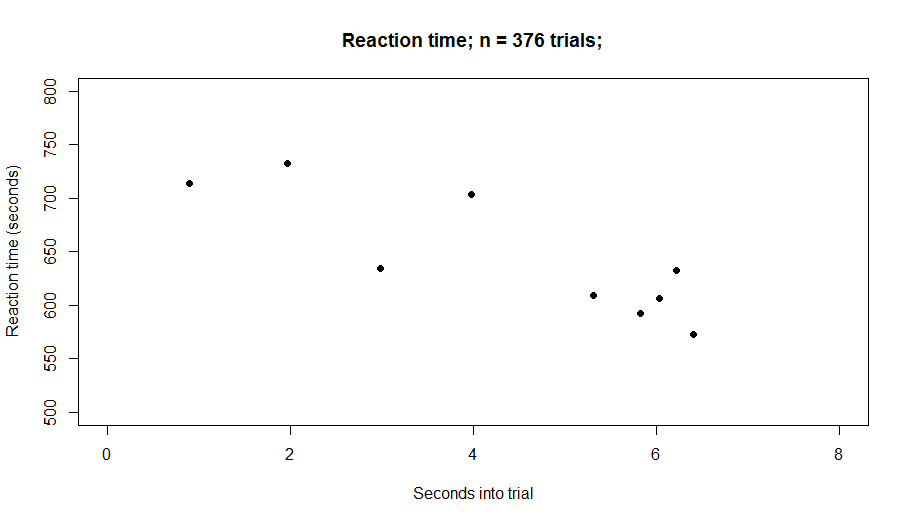 Reaction time; n = 376 trials;
Reaction time (seconds)
800
750
700
650
600
550
500
0 2 4 6 8
Seconds into trial